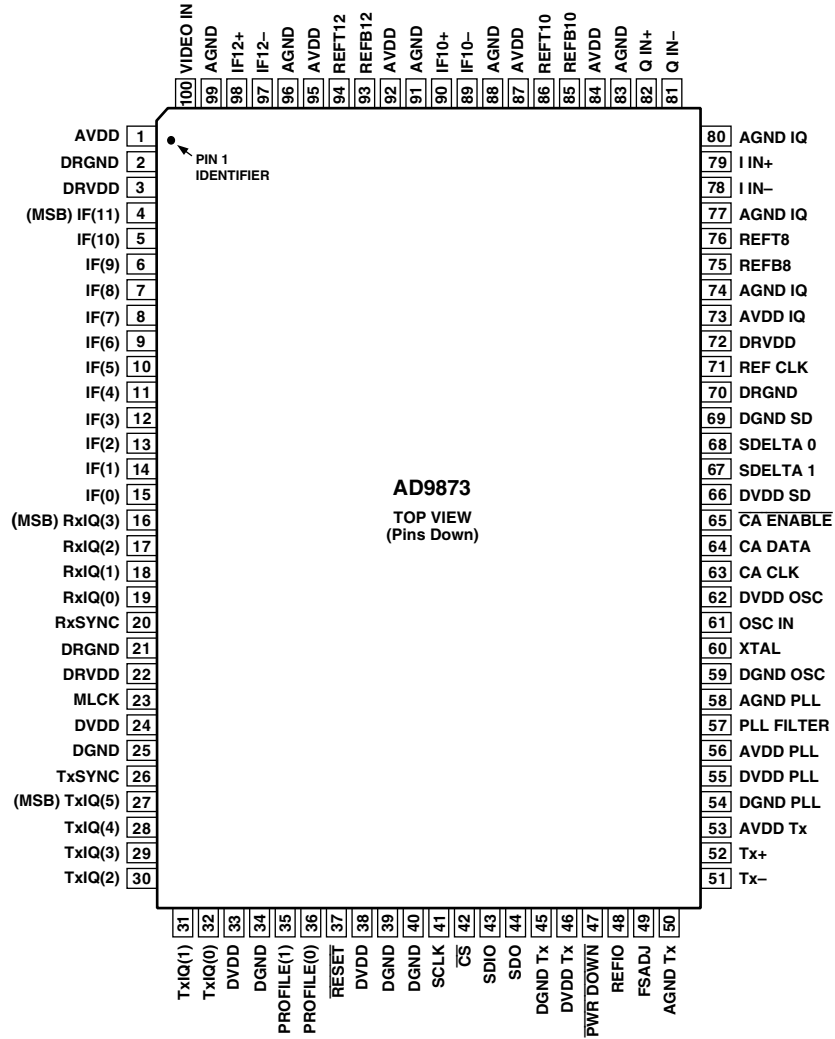 100 VIDEO IN
99 AGND
98 IF12+
97 IF12–
96 AGND
95 AVDD
94 REFT12
93 REFB12
92 AVDD
91 AGND
90 IF10+
89 IF10–
88 AGND
87 AVDD
86 REFT10
85 REFB10
84 AVDD
83 AGND
82 Q IN+
81 Q IN–
AVDD 1
DRGND 2
DRVDD 3
(MSB) IF(11) 4
IF(10) 5
IF(9) 6
IF(8) 7
IF(7) 8
IF(6) 9
IF(5) 10
IF(4) 11
IF(3) 12
IF(2) 13
IF(1) 14
IF(0) 15
(MSB) RxIQ(3) 16
RxIQ(2) 17
RxIQ(1) 18
RxIQ(0) 19
RxSYNC 20
DRGND 21
DRVDD 22
MLCK 23
DVDD 24
DGND 25
TxSYNC 26
(MSB) TxIQ(5) 27
TxIQ(4) 28
TxIQ(3) 29
TxIQ(2) 30
PIN 1
IDENTIFIER
AD9873
TOP VIEW
(Pins Down)
80 AGND IQ
79 I IN+
78 I IN–
77 AGND IQ
76 REFT8
75 REFB8
74 AGND IQ
73 AVDD IQ
72 DRVDD
71 REF CLK
70 DRGND
69 DGND SD
68 SDELTA 0
67 SDELTA 1
66 DVDD SD
65 CA ENABLE
64 CA DATA
63 CA CLK
62 DVDD OSC
61 OSC IN
60 XTAL
59 DGND OSC
58 AGND PLL
57 PLL FILTER
56 AVDD PLL
55 DVDD PLL
54 DGND PLL
53 AVDD Tx
52 Tx+
51 Tx–
TxIQ(1) 31
TxIQ(0) 32
DVDD 33
DGND 34
PROFILE(1) 35
PROFILE(0) 36
RESET 37
DVDD 38
DGND 39
DGND 40
SCLK 41
CS 42
SDIO 43
SDO 44
DGND Tx 45
DVDD Tx 46
PWR DOWN 47
REFIO 48
FSADJ 49
AGND Tx 50